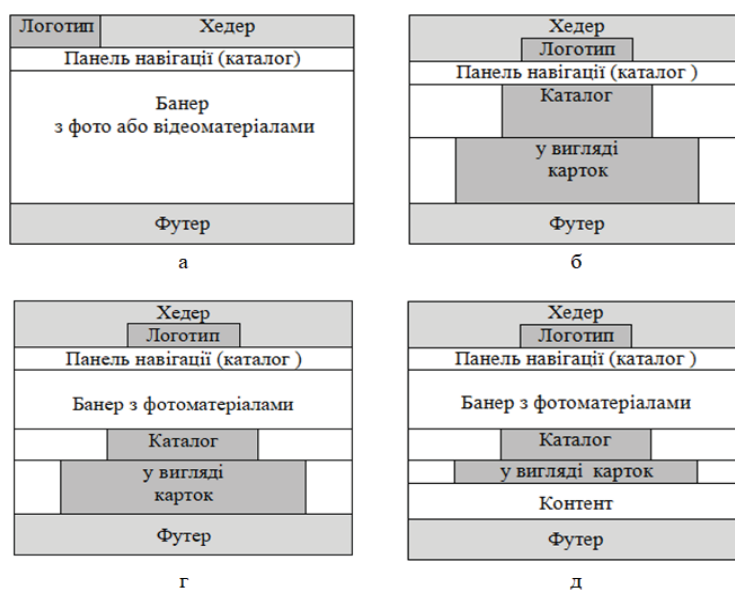 Логотип Хедер
Панель навігації (каталог)
Банер
з фото або відеоматеріалами
Футер
а
Хедер
Логотип
Панель навігації (каталог )
Каталог
у вигляді
карток
Футер
б
Хедер
Логотип
Панель навігації (каталог )
Банер з фотоматеріалами
Каталог
у вигляді
карток
Футер
г
Хедер
Логотип
Панель навігації (каталог )
Банер з фотоматеріалами
Каталог
у вигляді карток
Контент
Футер
д